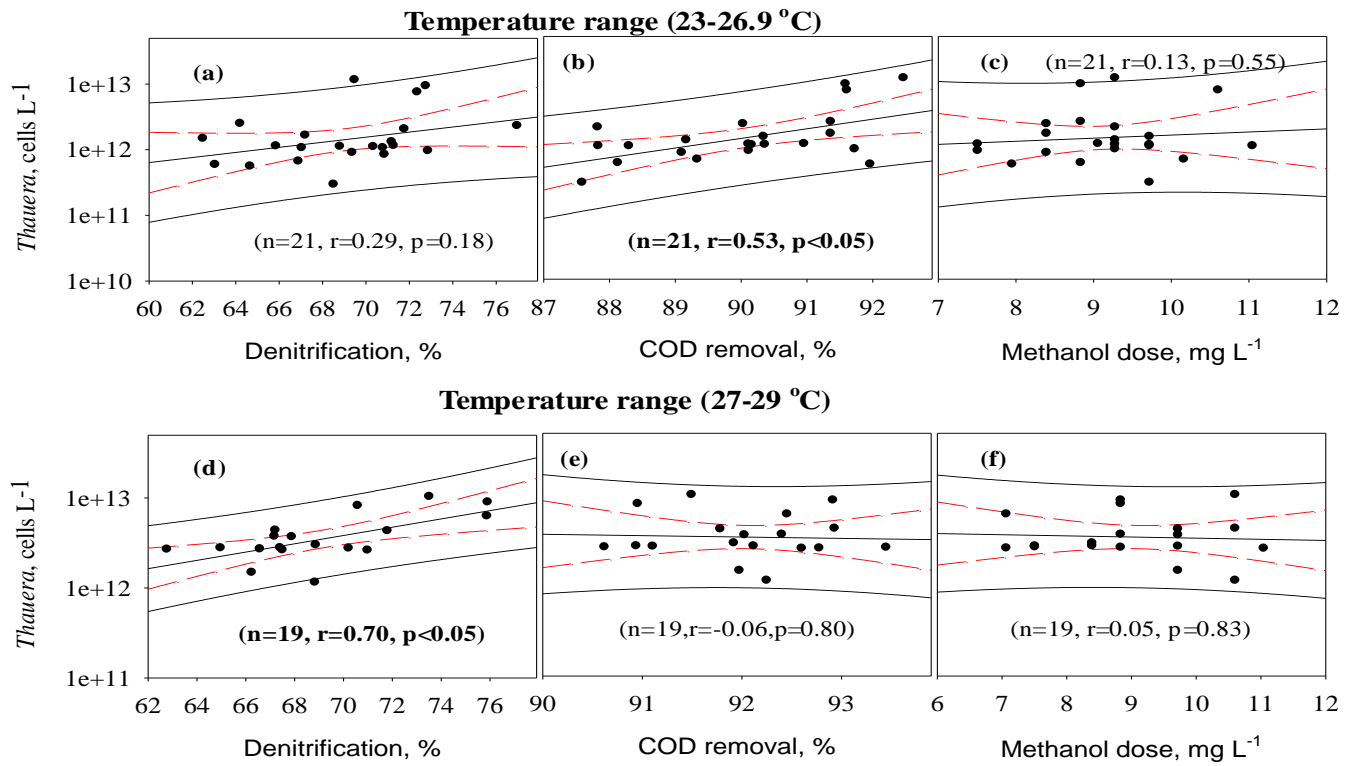 Temperature range (23-26.9 °C)
Thauera, cells L⁻¹
1e+13
1e+12
1e+11
1e+10
(a)
(n=21, r=0.29, p=0.18)
60 62 64 66 68 70 72 74 76
Denitrification, %
(b)
(n=21, r=0.53, p<0.05)
87 88 89 90 91 92
COD removal, %
(c)
(n=21, r=0.13, p=0.55)
7 8 9 10 11 12
Methanol dose, mg L⁻¹
Temperature range (27-29 °C)
Thauera, cells L⁻¹
1e+13
1e+12
1e+11
(d)
(n=19, r=0.70, p<0.05)
62 64 66 68 70 72 74 76
Denitrification, %
(e)
(n=19,r=-0.06,p=0.80)
90 91 92 93
COD removal, %
(f)
(n=19, r=0.05, p=0.83)
6 7 8 9 10 11 12
Methanol dose, mg L⁻¹